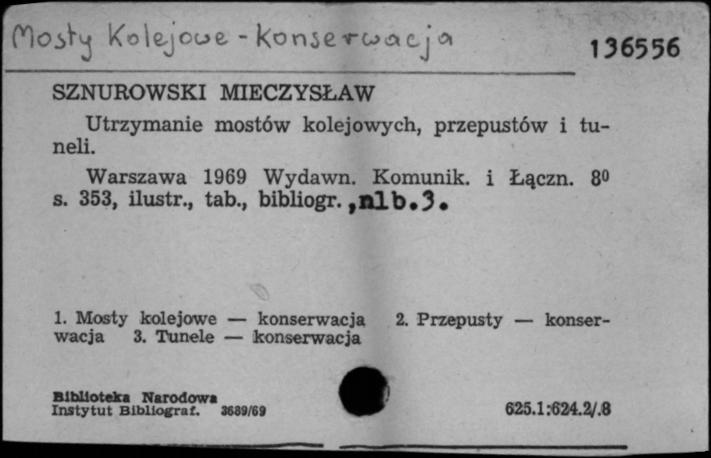 Mosty Kolejowe - Konserwacja
136556
SZNUROWSKI MIECZYSŁAW
Utrzymanie mostów kolejowych, przepustów i tu-
neli.
Warszawa 1969 Wydawn. Komunik. i Łączn. 8⁰
s. 353, ilustr., tab., bibliogr. ,nlb.3.
1. Mosty kolejowe — konserwacja 2. Przepusty — konser-
wacja 3. Tunele — konserwacja
Biblioteka Narodowa
Instytut Bibliograf. 3689/69
625.1:624.2/.8